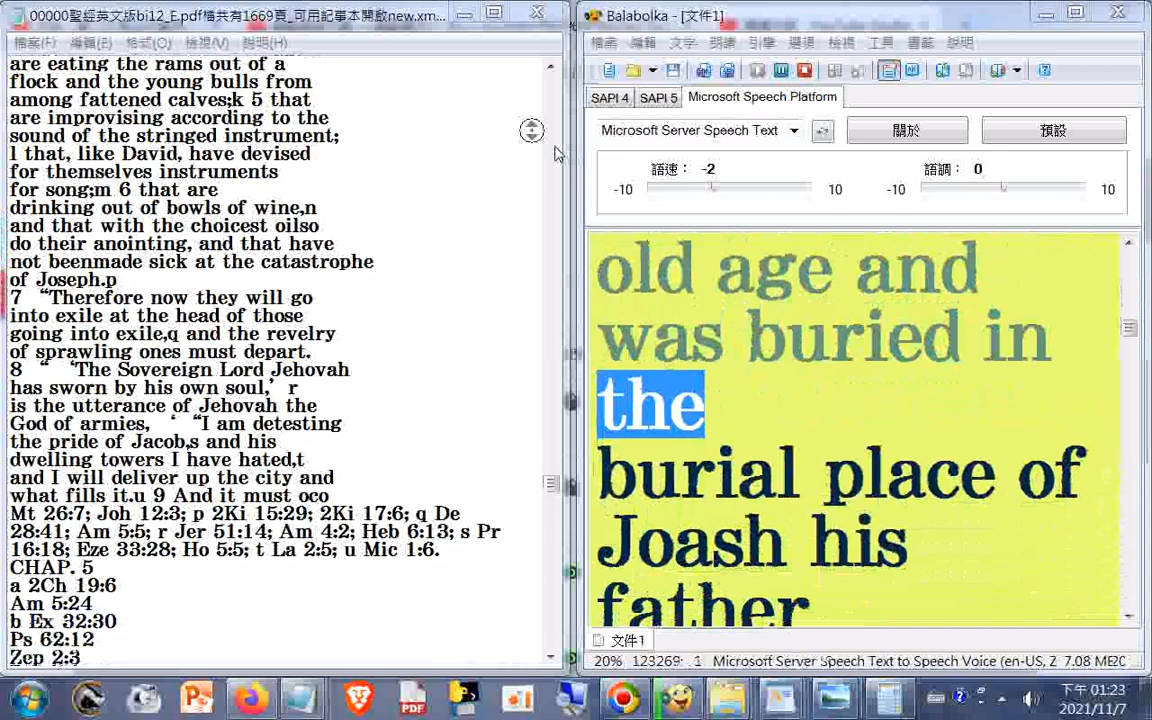 00000聖經英文版bi12_E.pdf檔共有1669頁_可用記事本開啟new.xm...
檔案(F) 編輯(E) 格式(O) 檢視(V) 說明(H)
are eating the rams out of a
flock and the young bulls from
among fattened calves;k 5 that
are improvising according to the
sound of the stringed instrument;
l that, like David, have devised
for themselves instruments
for song;m 6 that are
drinking out of bowls of wine,n
and that with the choicest oilso
do their anointing, and that have
not beenmade sick at the catastrophe
of Joseph.p
7 “Therefore now they will go
into exile at the head of those
going into exile,q and the revelry
of sprawling ones must depart.
8 “ ‘The Sovereign Lord Jehovah
has sworn by his own soul,’ r
is the utterance of Jehovah the
God of armies, ‘ “I am detesting
the pride of Jacob,s and his
dwelling towers I have hated,t
and I will deliver up the city and
what fills it.u 9 And it must oco
Mt 26:7; Joh 12:3; p 2Ki 15:29; 2Ki 17:6; q De
28:41; Am 5:5; r Jer 51:14; Am 4:2; Heb 6:13; s Pr
16:18; Eze 33:28; Ho 5:5; t La 2:5; u Mic 1:6.
CHAP. 5
a 2Ch 19:6
Am 5:24
b Ex 32:30
Ps 62:12
Zep 2:3
Balabolka - [文件1]
檔案 編輯 文字 朗讀 引擎 選項 檢視 工具 書籤 說明
SAPI 4 SAPI 5 Microsoft Speech Platform
Microsoft Server Speech Text 關於 預設
語速： -2 語調： 0
-10 10 -10 10
old age and
was buried in
the
burial place of
Joash his
father
文件1
20% 123269: 1 Microsoft Server Speech Text to Speech Voice (en-US, Z 7.08 ME
PDF
下午 01:23
2021/11/7